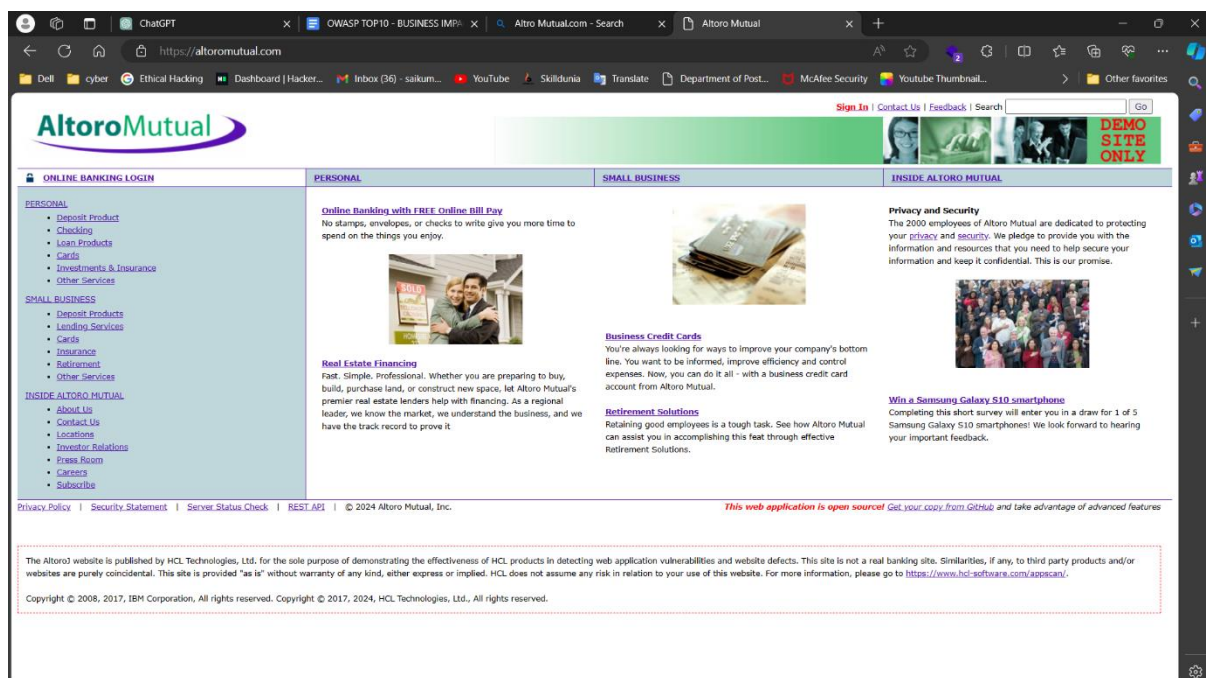 ChatGPT
OWASP TOP10 - BUSINESS IMPA
Altro Mutual.com - Search
Altoro Mutual
https://altoromutual.com
Dell
cyber
Ethical Hacking
Dashboard | Hacker...
Inbox (36) - saikum...
YouTube
Skilldunia
Translate
Department of Post...
McAfee Security
Youtube Thumbnail...
Other favorites
Sign In | Contact Us | Feedback | Search
Go
AltoroMutual
DEMO
SITE
ONLY
ONLINE BANKING LOGIN
PERSONAL
SMALL BUSINESS
INSIDE ALTORO MUTUAL
PERSONAL
Deposit Product
Checking
Loan Products
Cards
Investments & Insurance
Other Services
SMALL BUSINESS
Deposit Products
Lending Services
Cards
Insurance
Retirement
Other Services
INSIDE ALTORO MUTUAL
About Us
Contact Us
Locations
Investor Relations
Press Room
Careers
Subscribe
Online Banking with FREE Online Bill Pay
No stamps, envelopes, or checks to write give you more time to
spend on the things you enjoy.
SOLD
Real Estate Financing
Fast. Simple. Professional. Whether you are preparing to buy,
build, purchase land, or construct new space, let Altoro Mutual's
premier real estate lenders help with financing. As a regional
leader, we know the market, we understand the business, and we
have the track record to prove it
Business Credit Cards
You're always looking for ways to improve your company's bottom
line. You want to be informed, improve efficiency and control
expenses. Now, you can do it all - with a business credit card
account from Altoro Mutual.
Retirement Solutions
Retaining good employees is a tough task. See how Altoro Mutual
can assist you in accomplishing this feat through effective
Retirement Solutions.
Privacy and Security
The 2000 employees of Altoro Mutual are dedicated to protecting
your privacy and security. We pledge to provide you with the
information and resources that you need to help secure your
information and keep it confidential. This is our promise.
Win a Samsung Galaxy S10 smartphone
Completing this short survey will enter you in a draw for 1 of 5
Samsung Galaxy S10 smartphones! We look forward to hearing
your important feedback.
Privacy Policy | Security Statement | Server Status Check | REST API | © 2024 Altoro Mutual, Inc.
This web application is open source! Get your copy from GitHub and take advantage of advanced features
The AltoroJ website is published by HCL Technologies, Ltd. for the sole purpose of demonstrating the effectiveness of HCL products in detecting web application vulnerabilities and website defects. This site is not a real banking site. Similarities, if any, to third party products and/or
websites are purely coincidental. This site is provided "as is" without warranty of any kind, either express or implied. HCL does not assume any risk in relation to your use of this website. For more information, please go to https://www.hcl-software.com/appscan/.
Copyright © 2008, 2017, IBM Corporation, All rights reserved. Copyright © 2017, 2024, HCL Technologies, Ltd., All rights reserved.